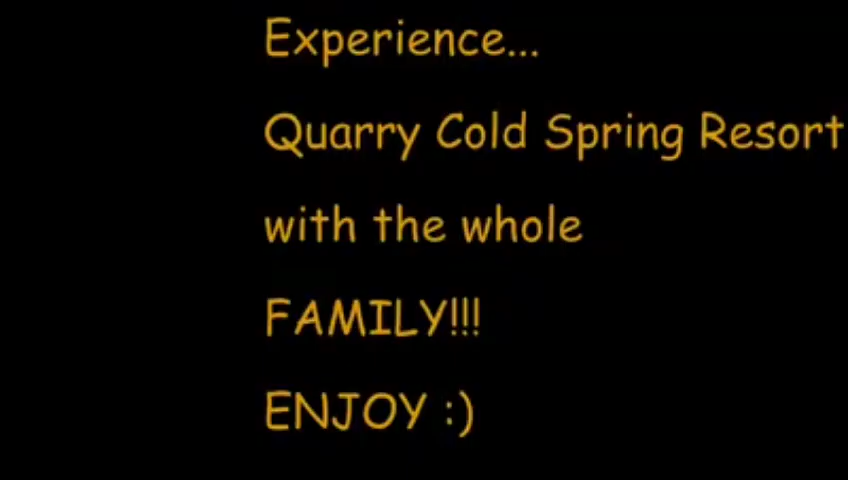 Experience...
Quarry Cold Spring Resort
with the whole
FAMILY!!!
ENJOY :)